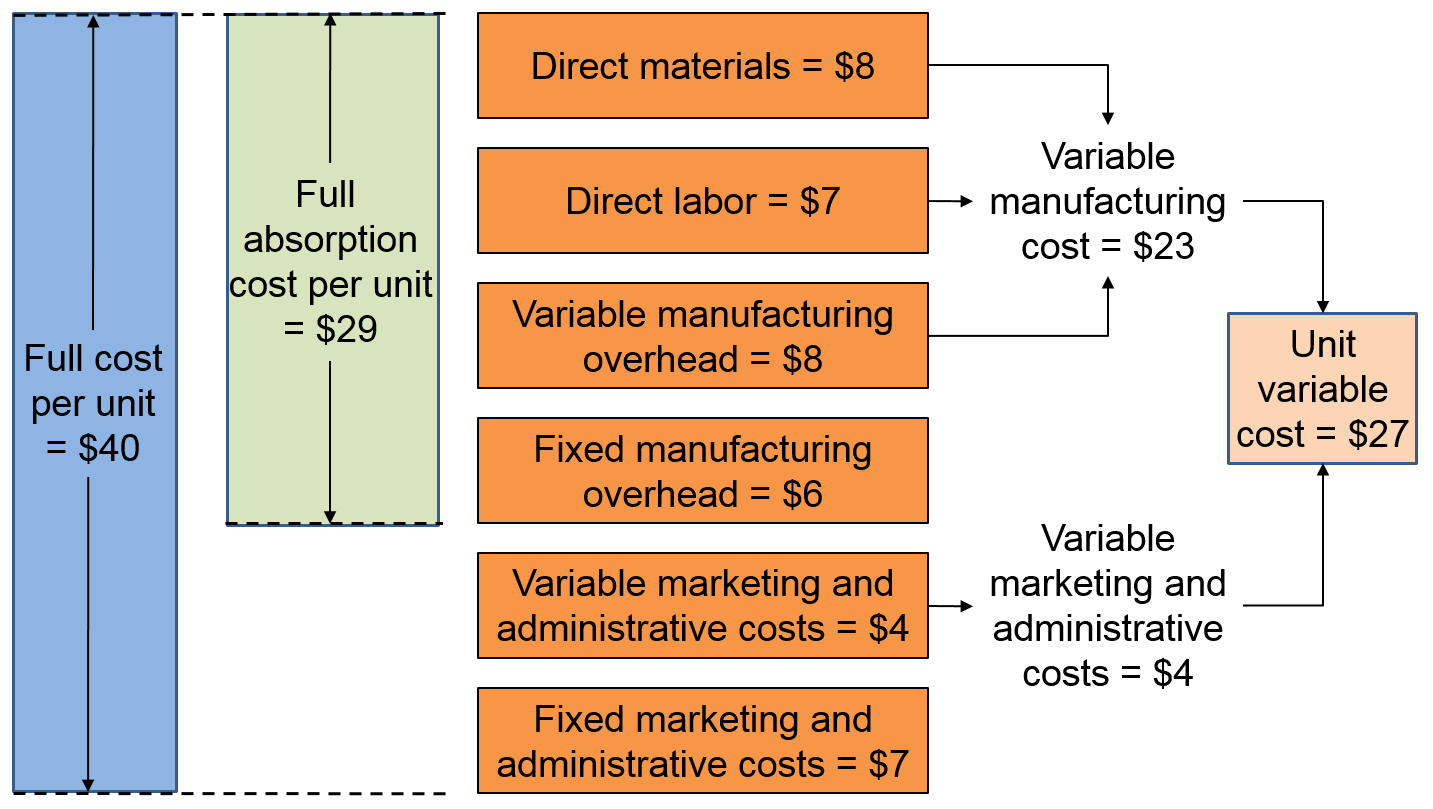 Full cost
per unit
= $40
Full
absorption
cost per unit
= $29
Direct materials = $8
Direct labor = $7
Variable manufacturing
overhead = $8
Fixed manufacturing
overhead = $6
Variable marketing and
administrative costs = $4
Fixed marketing and
administrative costs = $7
Variable
manufacturing
cost = $23
Variable
marketing and
administrative
costs = $4
Unit
variable
cost = $27